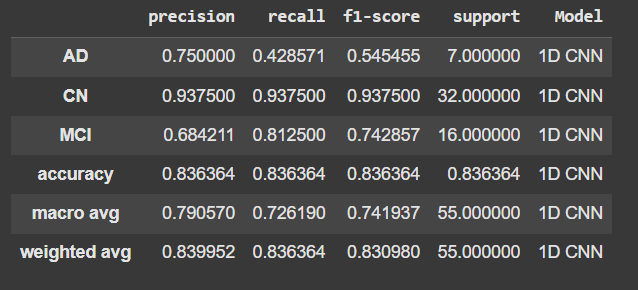 precision recall f1-score support Model
AD 0.750000 0.428571 0.545455 7.000000 1D CNN
CN 0.937500 0.937500 0.937500 32.000000 1D CNN
MCI 0.684211 0.812500 0.742857 16.000000 1D CNN
accuracy 0.836364 0.836364 0.836364 0.836364 1D CNN
macro avg 0.790570 0.726190 0.741937 55.000000 1D CNN
weighted avg 0.839952 0.836364 0.830980 55.000000 1D CNN